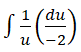 ∫ 1/u (du/-2)